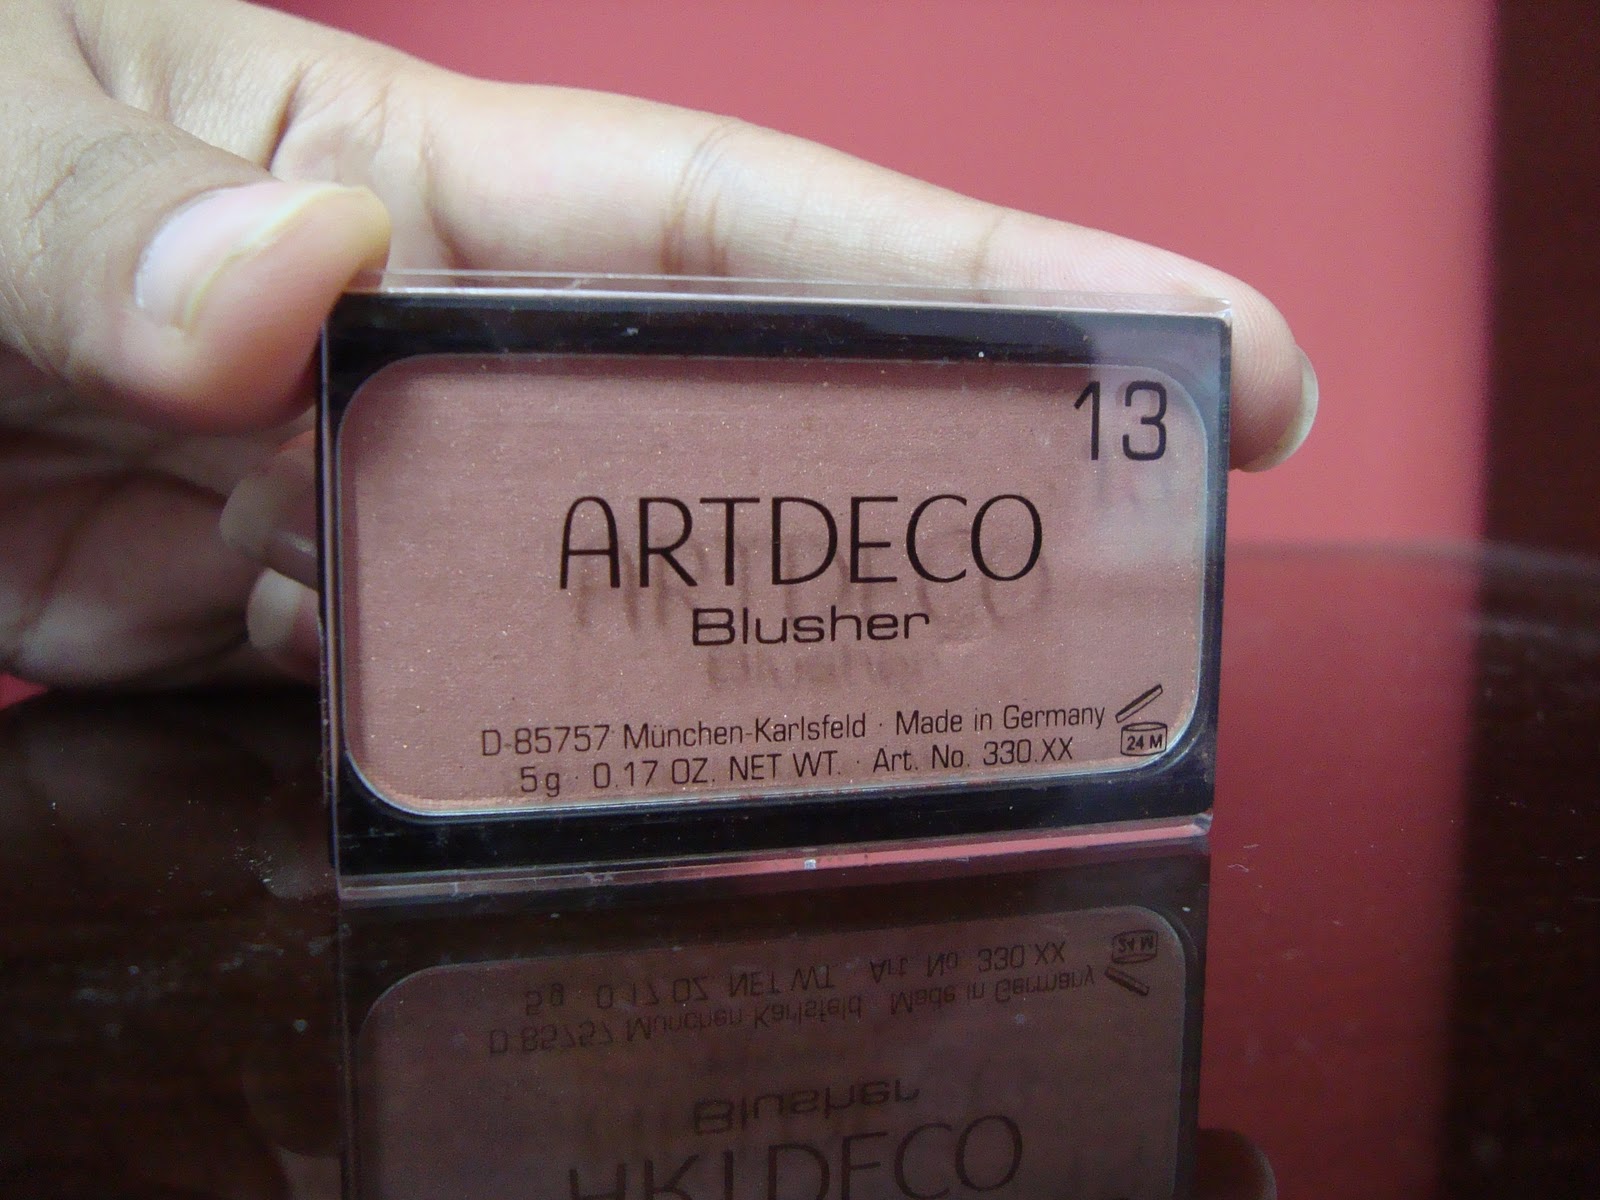 13
ARTDECO
Blusher
D-85757 München-Karlsfeld · Made in Germany
5g · 0.17 OZ. NET WT. · Art. No. 330.XX
24 M